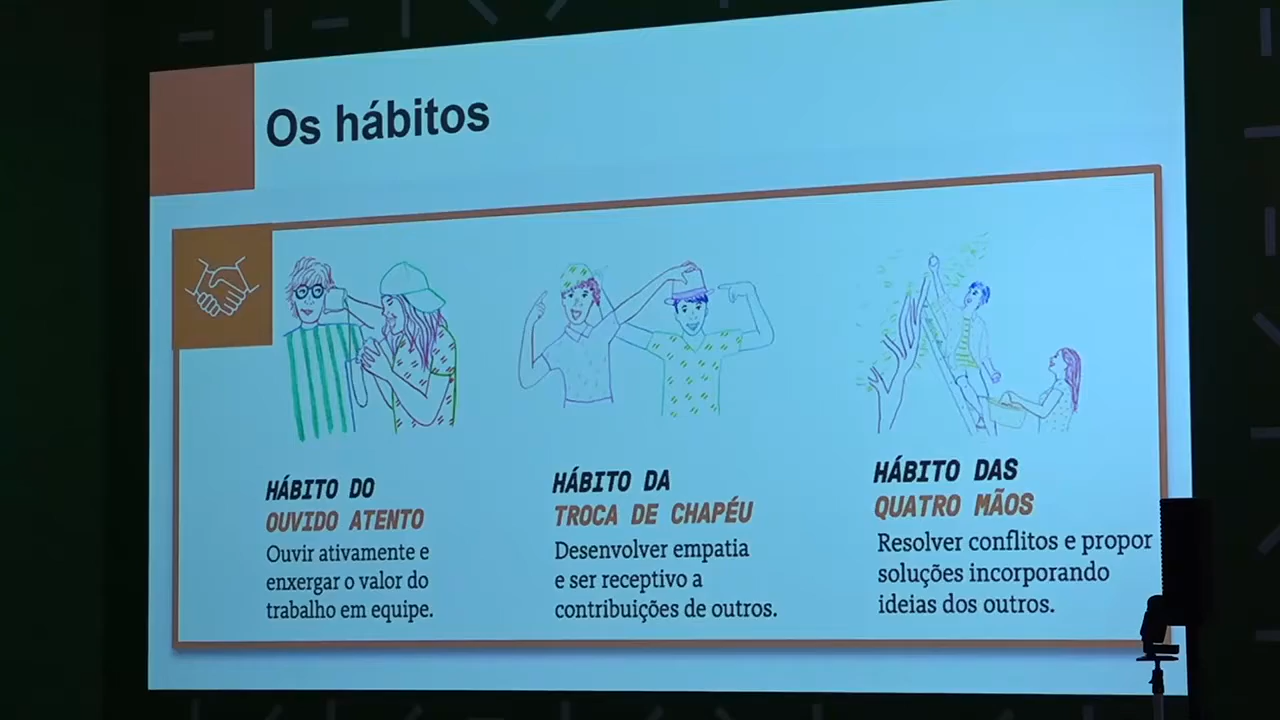 Os hábitos
HÁBITO DO
OUVIDO ATENTO
Ouvir ativamente e
enxergar o valor do
trabalho em equipe.
HÁBITO DA
TROCA DE CHAPÉU
Desenvolver empatia
e ser receptivo a
contribuições de outros.
HÁBITO DAS
QUATRO MÃOS
Resolver conflitos e propor
soluções incorporando
ideias dos outros.